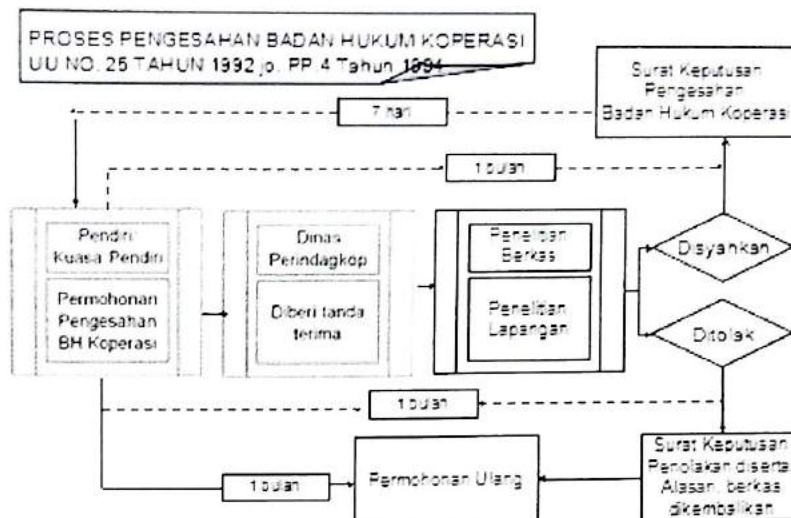 PROSES PENGESAHAN BADAN HUKUM KOPERASI
UU NO. 25 TAHUN 1992 jo. PP 4 Tahun 1994
Surat Keputusan
Pengesahan
Badan Hukum Koperasi
7 hari
1 bulan
Pendiri
Kuasa Pendiri
Permohonan
Pengesahan
BH Koperasi
Dinas
Perindagkop
Diberi tanda
terima
Penelitian
Berkas
Penelitian
Lapangan
Disyahkan
Ditolak
1 bulan
1 bulan
Permohonan Ulang
Surat Keputusan
Penolakan disertai
Alasan, berkas
dikembalikan